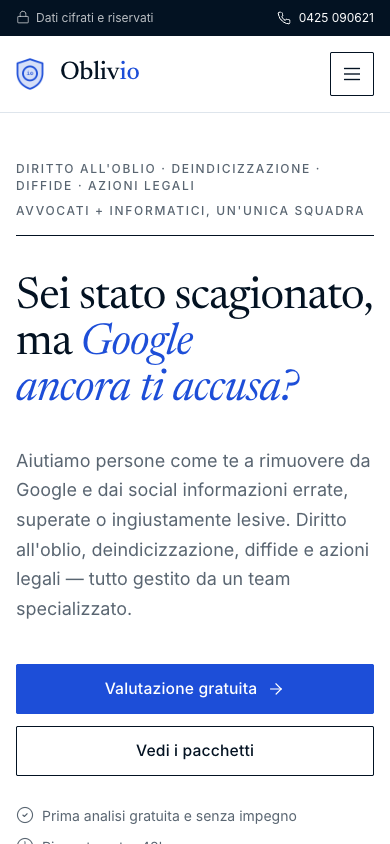 Dati cifrati e riservati
0425 090621
Oblivio
DIRITTO ALL'OBLIO · DEINDICIZZAZIONE ·
DIFFIDE · AZIONI LEGALI
AVVOCATI + INFORMATICI, UN'UNICA SQUADRA
Sei stato scagionato,
ma Google
ancora ti accusa?
Aiutiamo persone come te a rimuovere da
Google e dai social informazioni errate,
superate o ingiustamente lesive. Diritto
all'oblio, deindicizzazione, diffide e azioni
legali — tutto gestito da un team
specializzato.
Valutazione gratuita
Vedi i pacchetti
Prima analisi gratuita e senza impegno